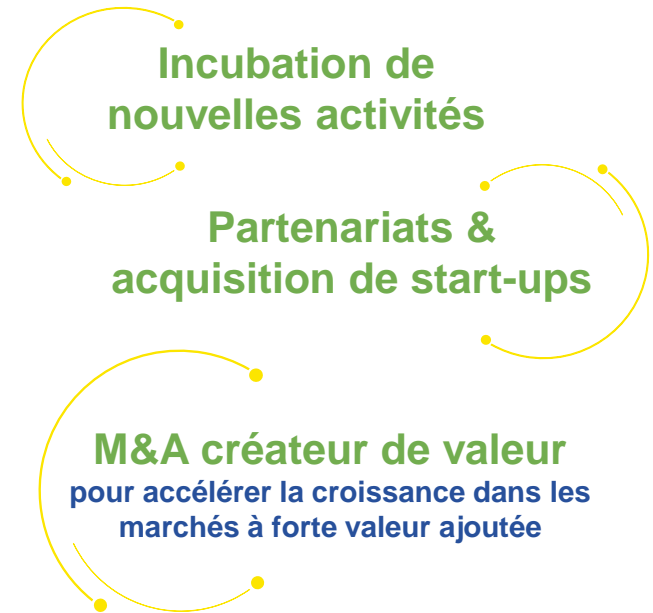 Incubation de
nouvelles activités
Partenariats &
acquisition de start-ups
M&A créateur de valeur
pour accélérer la croissance dans les
marchés à forte valeur ajoutée